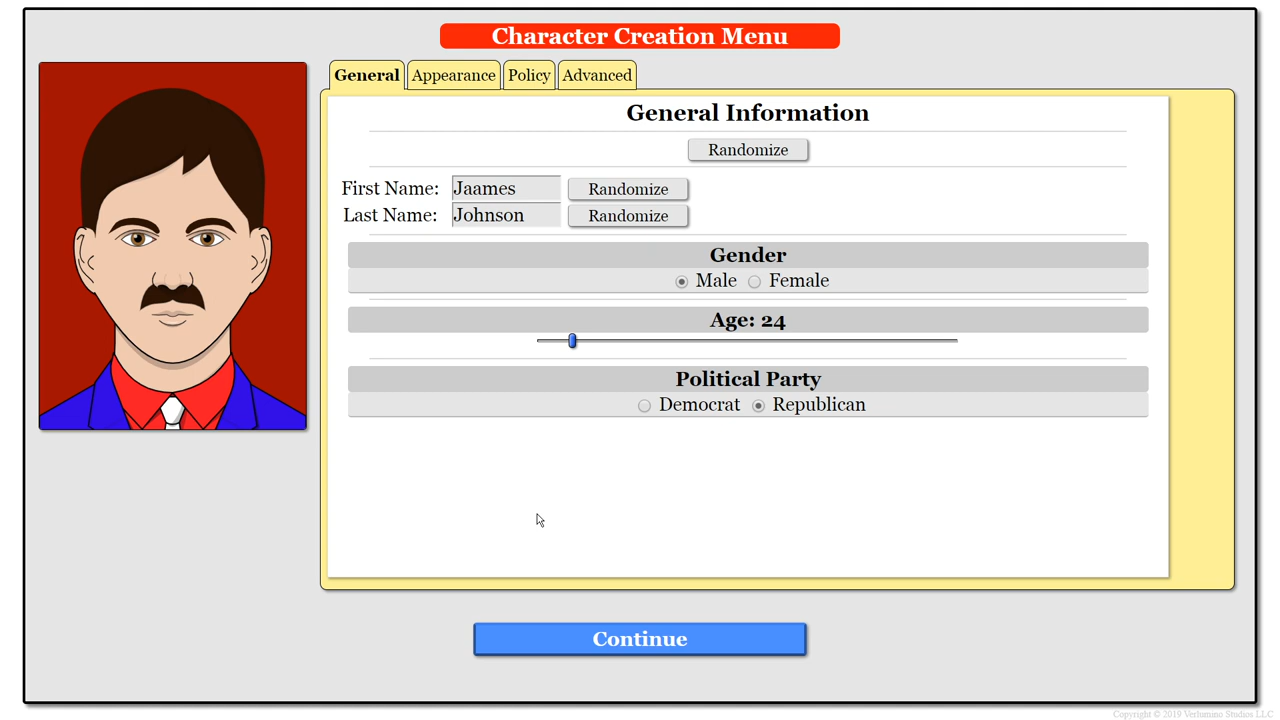 Character Creation Menu
General Appearance Policy Advanced
General Information
Randomize
First Name: Jaames Randomize
Last Name: Johnson Randomize
Gender
Male Female
Age: 24
Political Party
Democrat Republican
Continue
Copyright © 2019 Verlumino Studios LLC